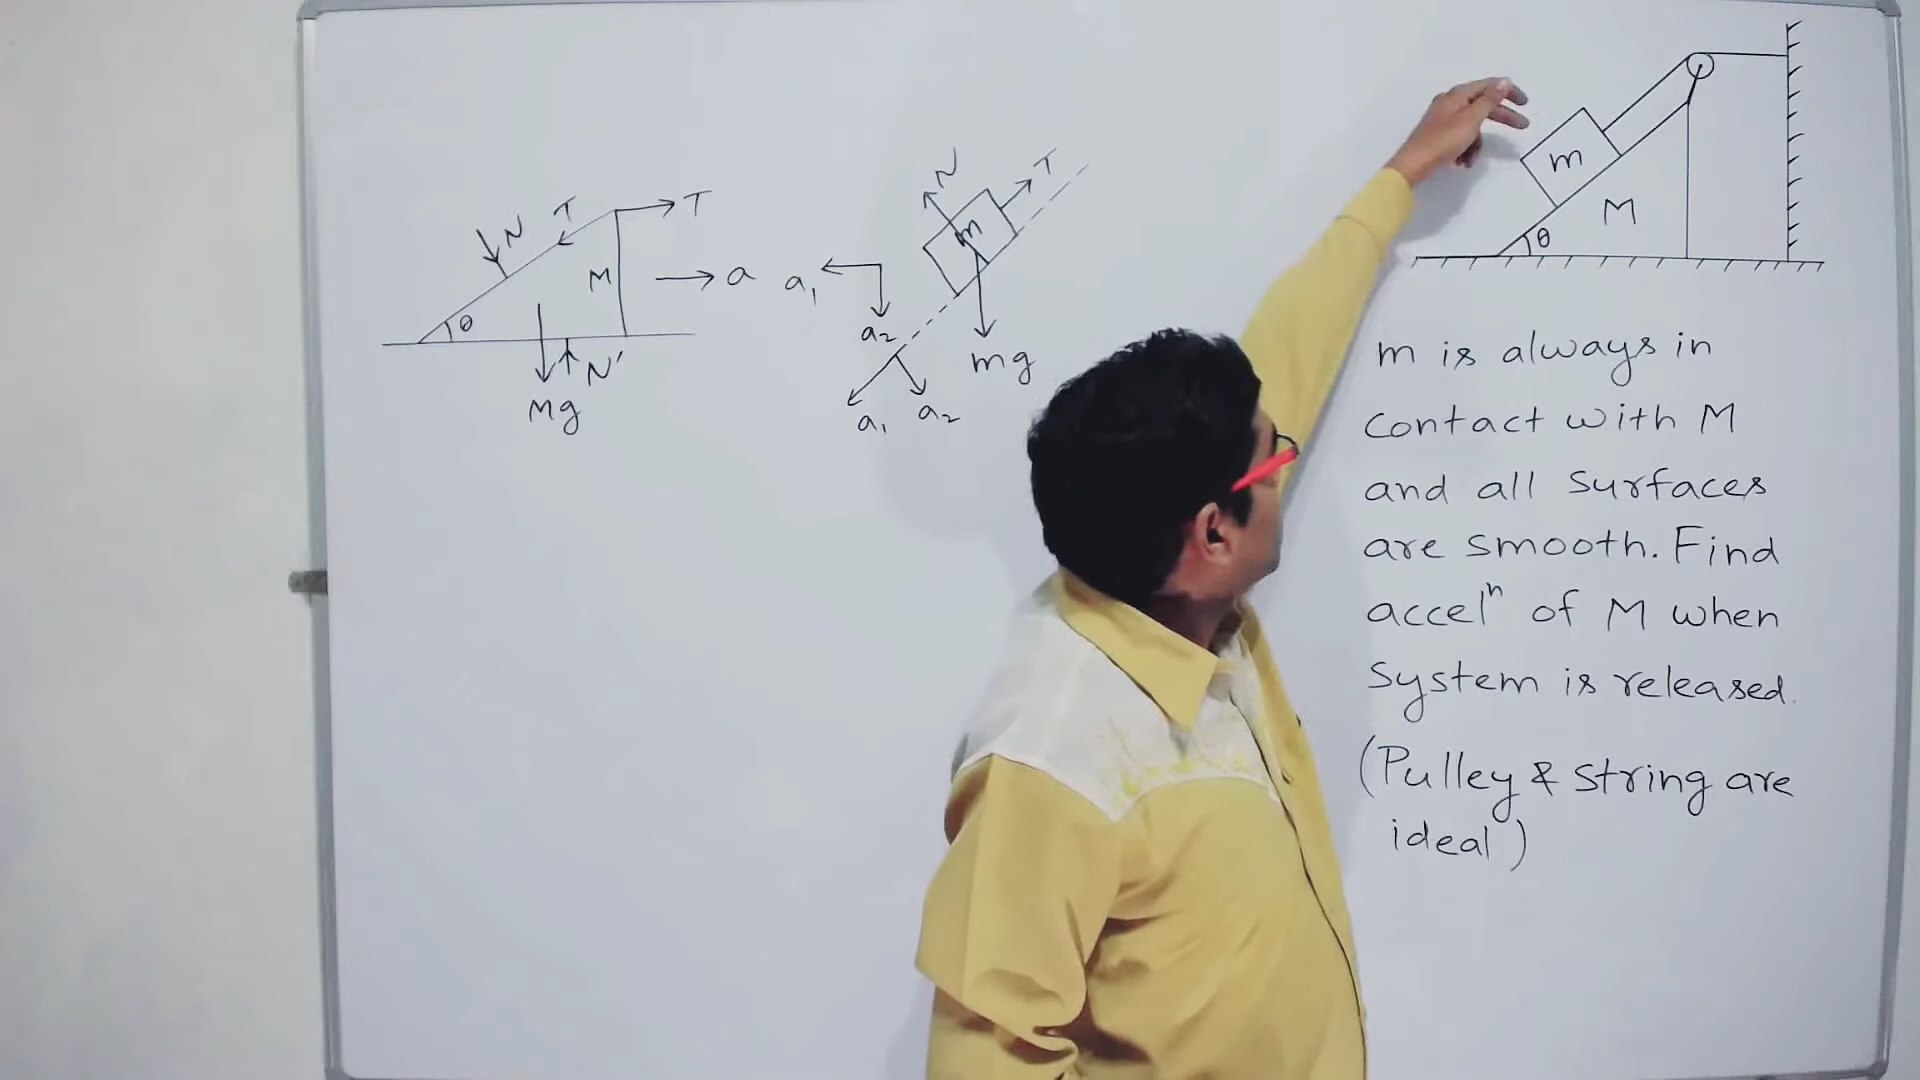 m
M
θ
N
T
T
M
a
θ
N'
Mg
N
T
m
a₁
a₂
mg
a₁
a₂
m is always in
contact with M
and all surfaces
are smooth. Find
accelⁿ of M when
system is released.
(Pulley & string are
ideal)